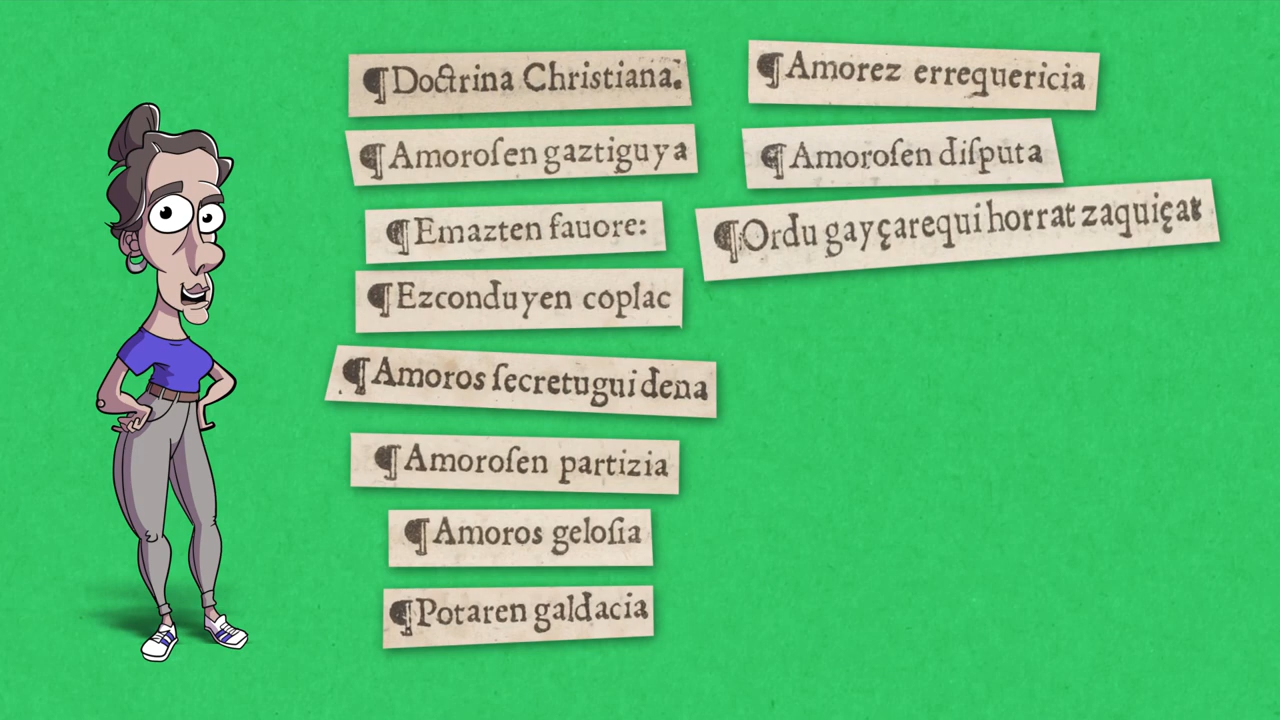 ¶Doctrina Christiana.
¶Amoroſen gaztiguya
¶Emazten fauore:
¶Ezconduyen coplac
¶Amoros ſecretugui dena
¶Amoroſen partizia
¶Amoros geloſia
¶Potaren galdacia
¶Amorez errequericia
¶Amoroſen diſputa
¶Ordu gayçarequi horrat zaquiçat